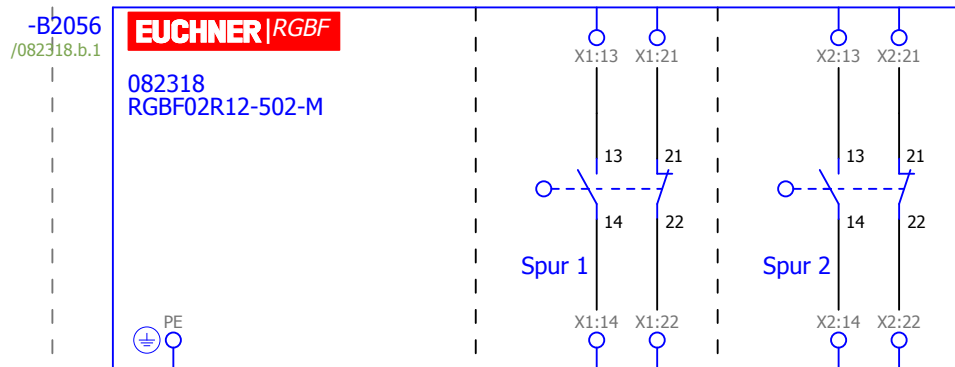 -B2056
/082318.b.1
EUCHNER RGBF
082318
RGBF02R12-502-M
X1:13 X1:21 X2:13 X2:21
13 21 13 21
14 22 14 22
Spur 1 Spur 2
PE X1:14 X1:22 X2:14 X2:22